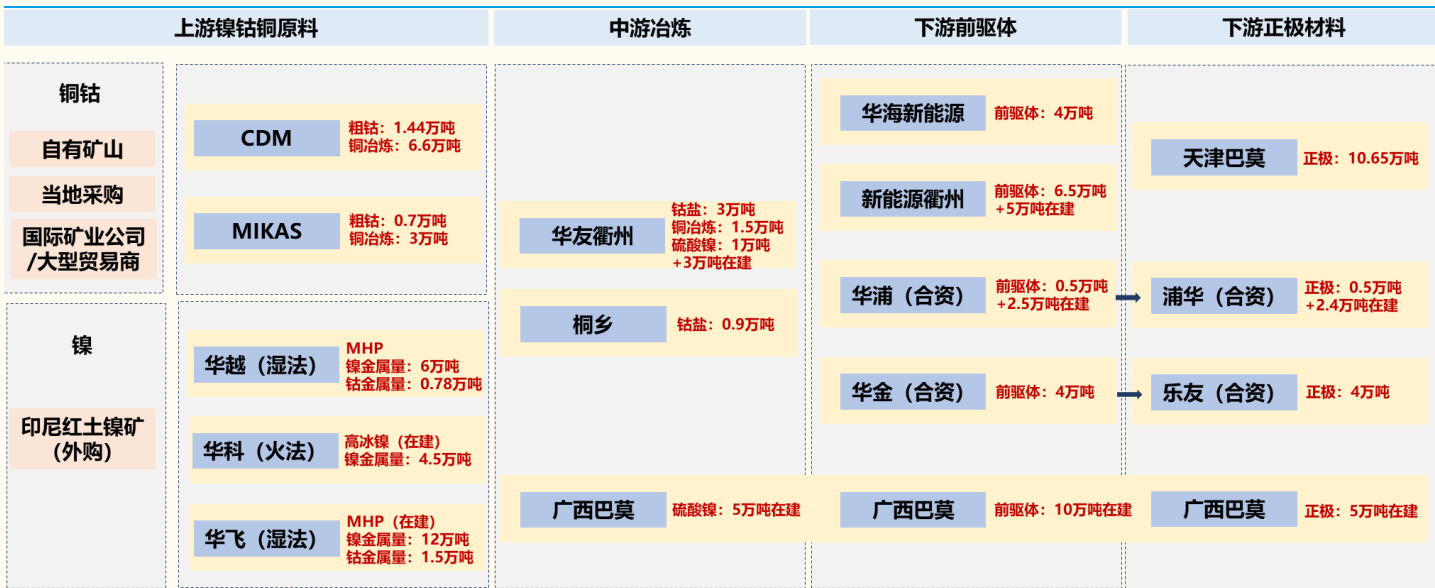 上游镍钴铜原料
中游冶炼
下游前驱体
下游正极材料
铜钴
自有矿山
当地采购
国际矿业公司
/大型贸易商
CDM
粗钴：1.44万吨
铜冶炼：6.6万吨
MIKAS
粗钴：0.7万吨
铜冶炼：3万吨
镍
印尼红土镍矿
(外购)
华越（湿法）
MHP
镍金属量：6万吨
钴金属量：0.78万吨
华科（火法）
高冰镍（在建）
镍金属量：4.5万吨
华飞（湿法）
MHP（在建）
镍金属量：12万吨
钴金属量：1.5万吨
华友衢州
钴盐：3万吨
铜冶炼：1.5万吨
硫酸镍：1万吨
+3万吨在建
桐乡
钴盐：0.9万吨
广西巴莫
硫酸镍：5万吨在建
华海新能源
前驱体：4万吨
新能源衢州
前驱体：6.5万吨
+5万吨在建
华浦（合资）
前驱体：0.5万吨
+2.5万吨在建
华金（合资）
前驱体：4万吨
广西巴莫
前驱体：10万吨在建
天津巴莫
正极：10.65万吨
浦华（合资）
正极：0.5万吨
+2.4万吨在建
乐友（合资）
正极：4万吨
广西巴莫
正极：5万吨在建